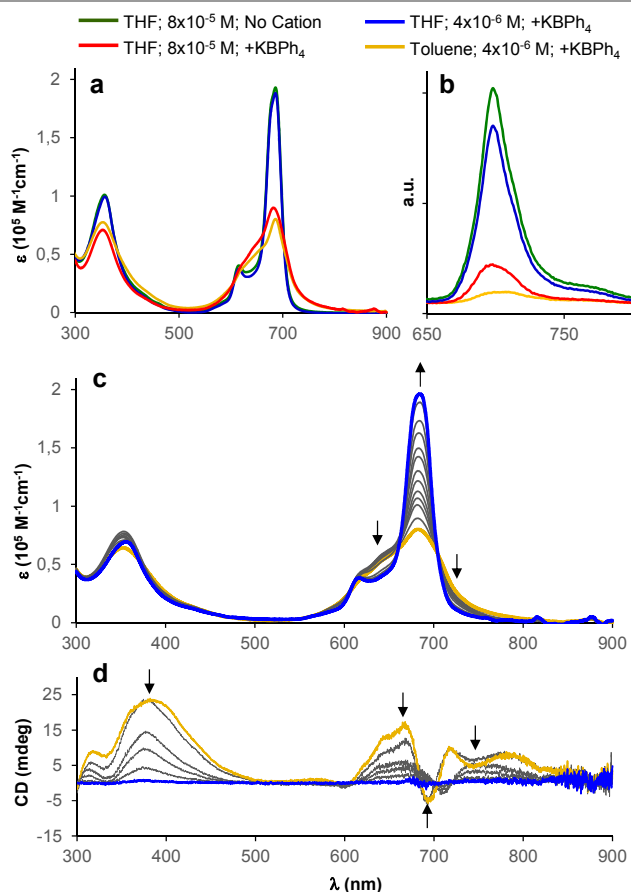 THF; 8x10⁻⁵ M; No Cation
THF; 4x10⁻⁶ M; +KBPh₄
THF; 8x10⁻⁵ M; +KBPh₄
Toluene; 4x10⁻⁶ M; +KBPh₄
a
b
ε (10⁵ M⁻¹cm⁻¹)
2
1,5
1
0,5
0
300 500 700 900
a.u.
650 750
c
ε (10⁵ M⁻¹cm⁻¹)
2
1,5
1
0,5
0
300 400 500 600 700 800 900
d
CD (mdeg)
25
15
5
-5
-15
300 400 500 600 700 800 900
λ (nm)